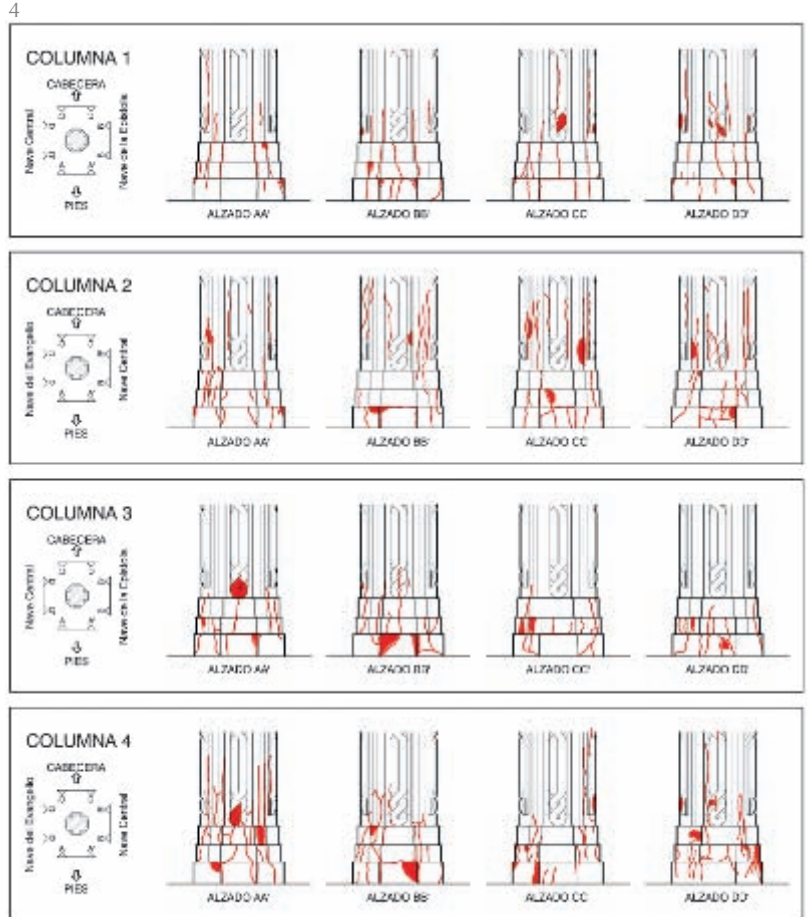 4
COLUMNA 1
CABECERA
Nave Central
Nave de la Epístola
PIES
ALZADO AA'
ALZADO BB'
ALZADO CC'
ALZADO DD'
COLUMNA 2
CABECERA
Nave del Evangelio
Nave Central
PIES
ALZADO AA'
ALZADO BB'
ALZADO CC'
ALZADO DD'
COLUMNA 3
CABECERA
Nave Central
Nave de la Epístola
PIES
ALZADO AA'
ALZADO BB'
ALZADO CC'
ALZADO DD'
COLUMNA 4
CABECERA
Nave del Evangelio
Nave Central
PIES
ALZADO AA'
ALZADO BB'
ALZADO CC'
ALZADO DD'